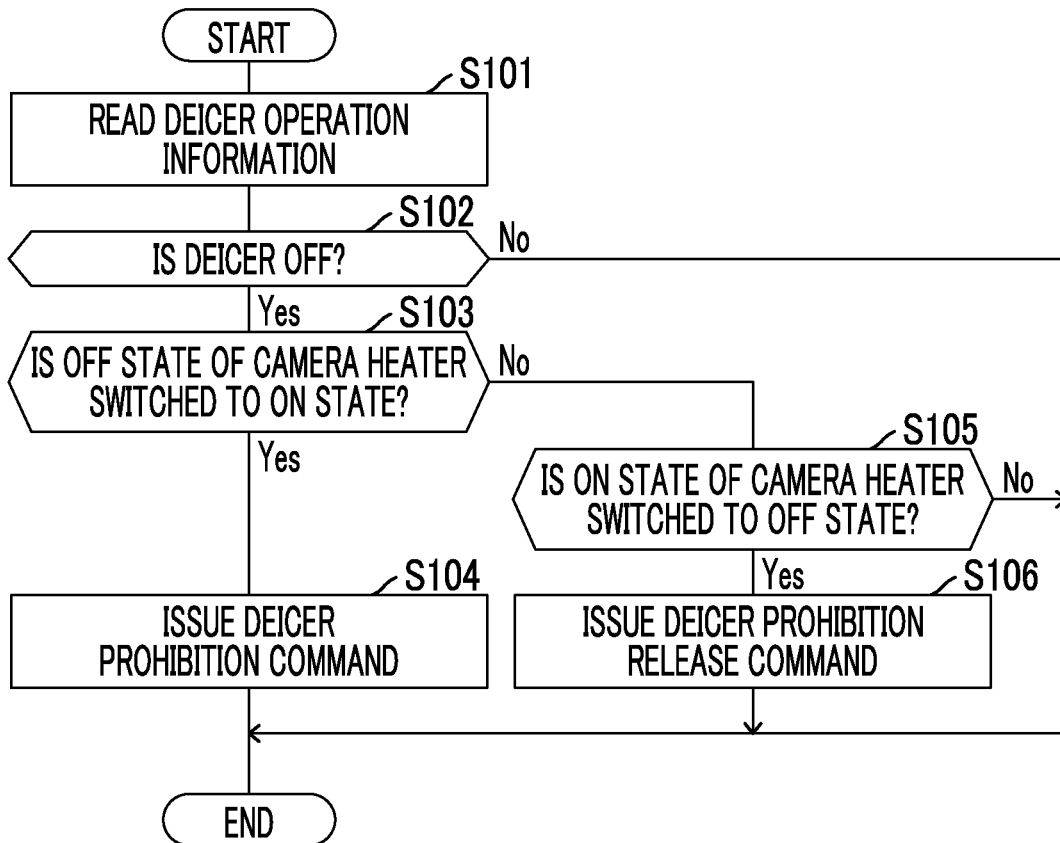 START
S101
READ DEICER OPERATION
INFORMATION
S102
IS DEICER OFF?
No
Yes
S103
IS OFF STATE OF CAMERA HEATER
SWITCHED TO ON STATE?
No
Yes
S105
IS ON STATE OF CAMERA HEATER
SWITCHED TO OFF STATE?
No
Yes
S104
ISSUE DEICER
PROHIBITION COMMAND
S106
ISSUE DEICER PROHIBITION
RELEASE COMMAND
END